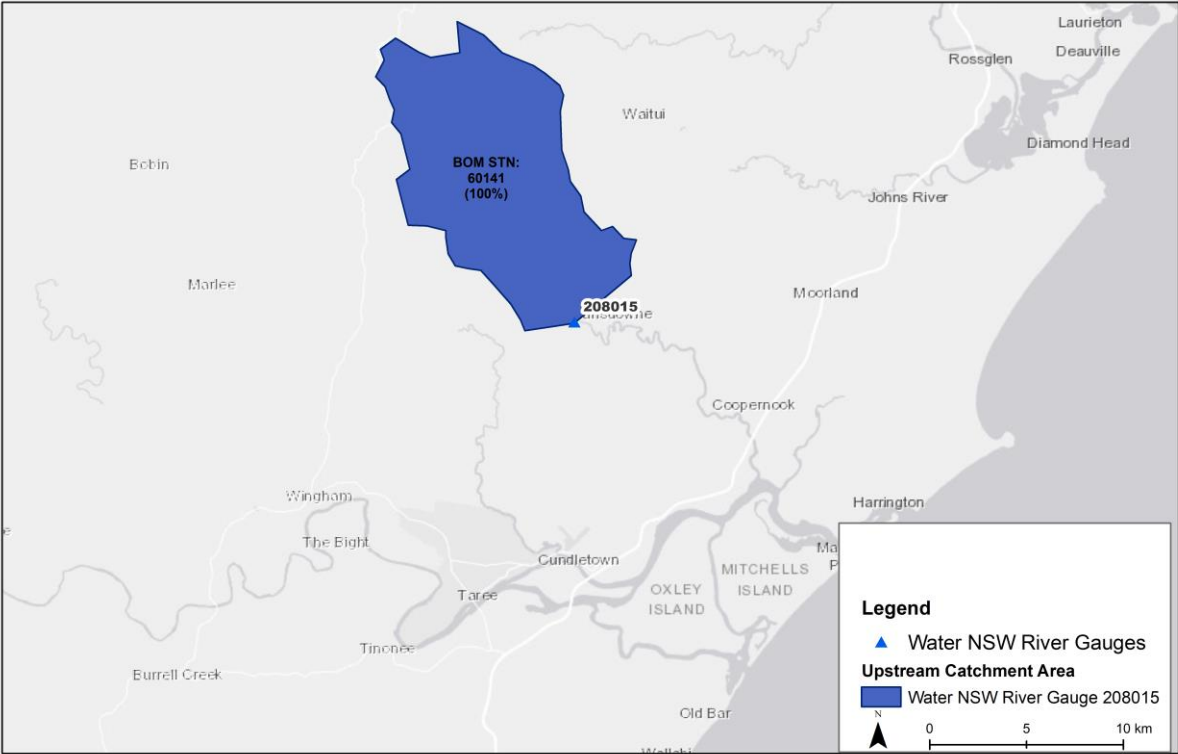 Laurieton
Deauville
Rossglen
Waitui
Diamond Head
Bobin
BOM STN:
60141
(100%)
Johns River
Marlee
Moorland
208015
Coopernook
Wingham
Harrington
The Bight
Cundletown
MITCHELLS
ISLAND
OXLEY
ISLAND
Taree
Tinonee
Burrell Creek
Old Bar
Legend
Water NSW River Gauges
Upstream Catchment Area
Water NSW River Gauge 208015
N
0 5 10 km